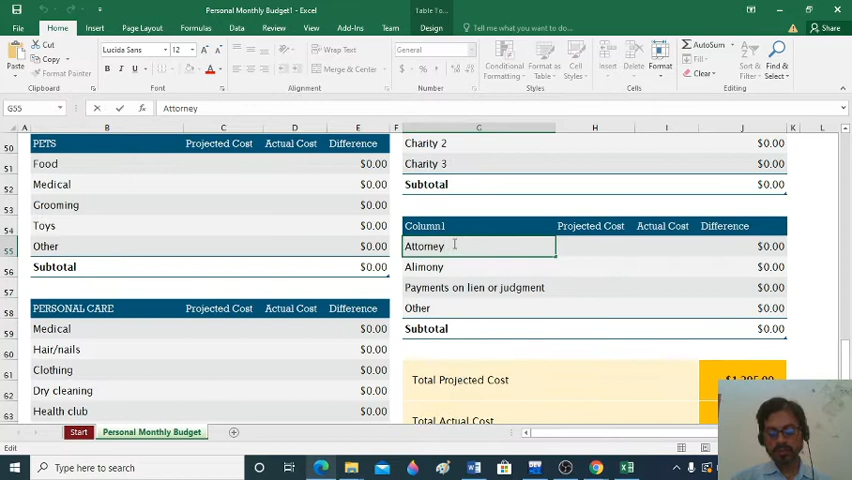 Personal Monthly Budget1 - Excel
Table To...
File Home Insert Page Layout Formulas Data Review View Add-Ins Team Design Tell me what you want to do Share
Cut
Copy
Format Painter
Paste
Clipboard
Lucida Sans 12
B I U
Font
Wrap Text
Merge & Center
Alignment
General
$ % ,
Number
Conditional Formatting
Format as Table
Cell Styles
Styles
Insert
Delete
Format
Cells
AutoSum
Fill
Clear
Sort & Filter
Find & Select
Editing
G55 Attorney
A B C D E F G H I J K L
50 PETS Projected Cost Actual Cost Difference Charity 2 $0.00
51 Food $0.00 Charity 3 $0.00
52 Medical $0.00 Subtotal $0.00
53 Grooming $0.00
54 Toys $0.00 Column1 Projected Cost Actual Cost Difference
55 Other $0.00 Attorney $0.00
56 Subtotal $0.00 Alimony $0.00
57 Payments on lien or judgment $0.00
58 PERSONAL CARE Projected Cost Actual Cost Difference Other $0.00
59 Medical $0.00 Subtotal $0.00
60 Hair/nails $0.00
61 Clothing $0.00 Total Projected Cost
62 Dry cleaning $0.00
63 Health club $0.00 Total Actual Cost
Start Personal Monthly Budget
Edit
Type here to search